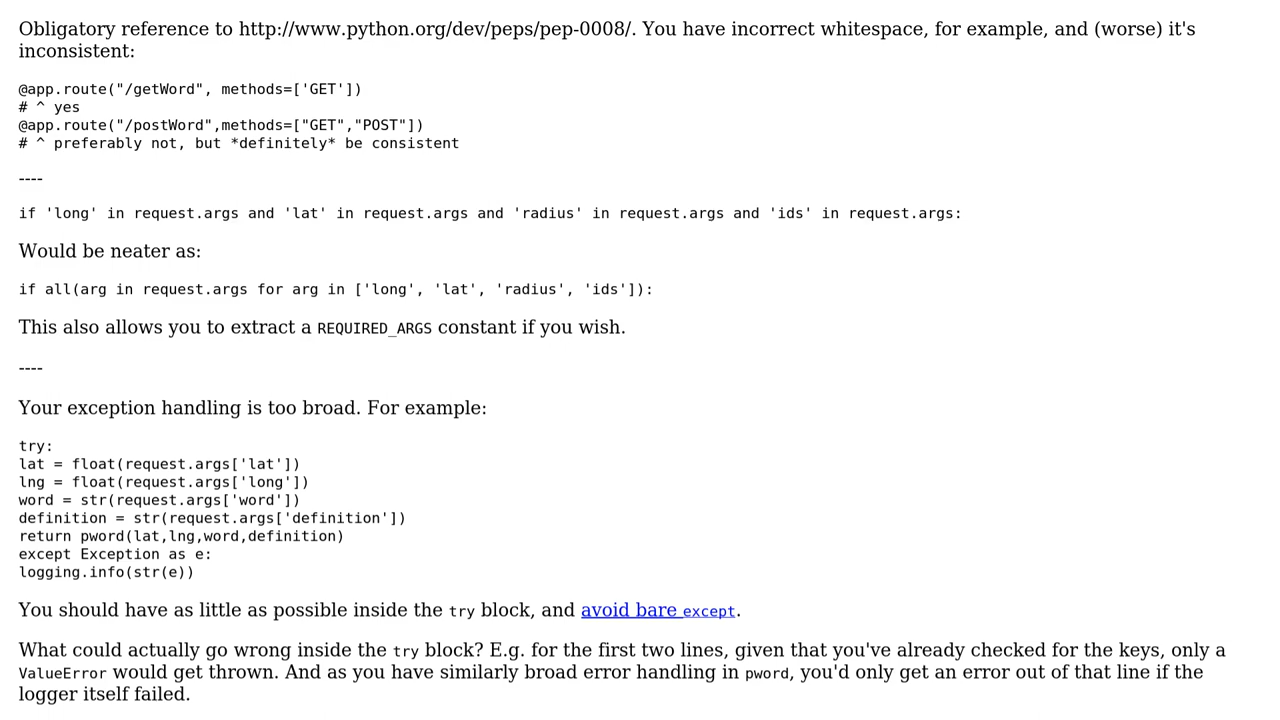 Obligatory reference to http://www.python.org/dev/peps/pep-0008/. You have incorrect whitespace, for example, and (worse) it's
inconsistent:
@app.route("/getWord", methods=['GET'])
# ^ yes
@app.route("/postWord",methods=["GET","POST"])
# ^ preferably not, but *definitely* be consistent
----
if 'long' in request.args and 'lat' in request.args and 'radius' in request.args and 'ids' in request.args:
Would be neater as:
if all(arg in request.args for arg in ['long', 'lat', 'radius', 'ids']):
This also allows you to extract a REQUIRED_ARGS constant if you wish.
----
Your exception handling is too broad. For example:
try:
lat = float(request.args['lat'])
lng = float(request.args['long'])
word = str(request.args['word'])
definition = str(request.args['definition'])
return pword(lat,lng,word,definition)
except Exception as e:
logging.info(str(e))
You should have as little as possible inside the try block, and avoid bare except.
What could actually go wrong inside the try block? E.g. for the first two lines, given that you've already checked for the keys, only a
ValueError would get thrown. And as you have similarly broad error handling in pword, you'd only get an error out of that line if the
logger itself failed.